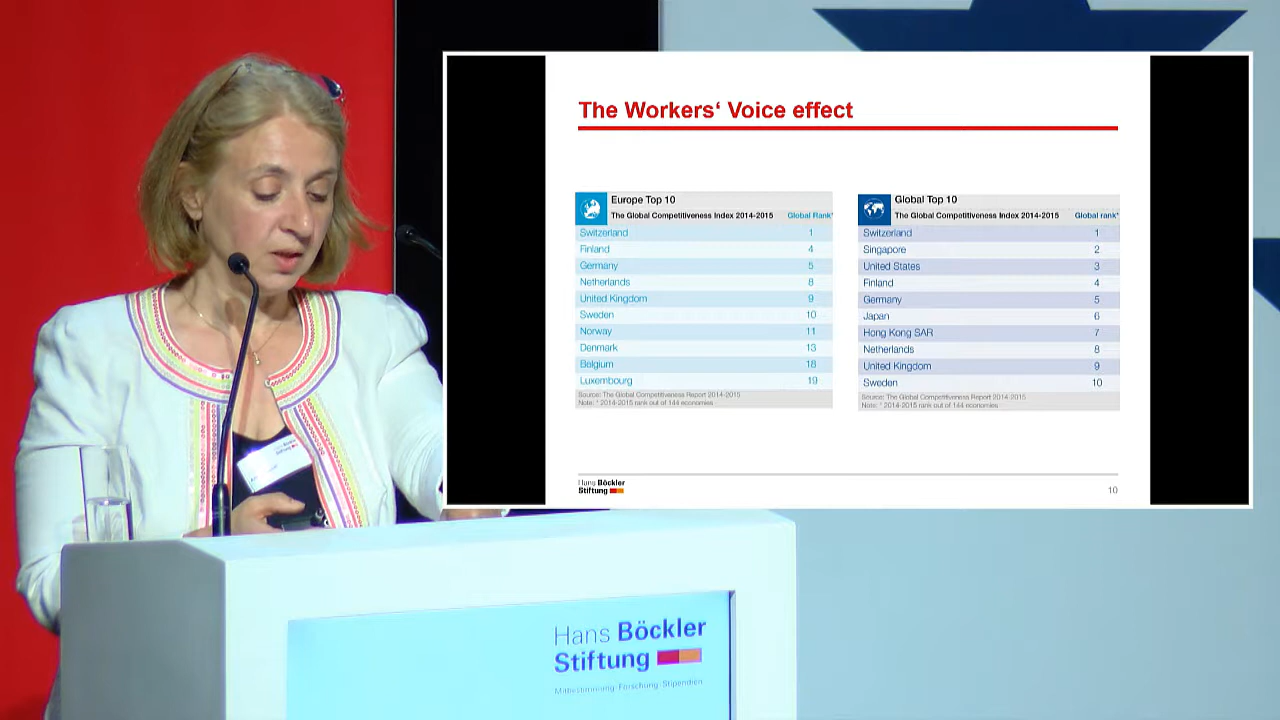 The Workers‘ Voice effect
Europe Top 10
The Global Competitiveness Index 2014-2015 Global Rank*
Switzerland 1
Finland 4
Germany 5
Netherlands 8
United Kingdom 9
Sweden 10
Norway 11
Denmark 13
Belgium 18
Luxembourg 19
Source: The Global Competitiveness Report 2014-2015
Note: * 2014-2015 rank out of 144 economies
Global Top 10
The Global Competitiveness Index 2014-2015 Global rank*
Switzerland 1
Singapore 2
United States 3
Finland 4
Germany 5
Japan 6
Hong Kong SAR 7
Netherlands 8
United Kingdom 9
Sweden 10
Source: The Global Competitiveness Report 2014-2015
Note: * 2014-2015 rank out of 144 economies
Hans Böckler
Stiftung
10
Hans Böckler
Stiftung
Hans Böckler
Stiftung
Mitbestimmung·Forschung·Stipendien